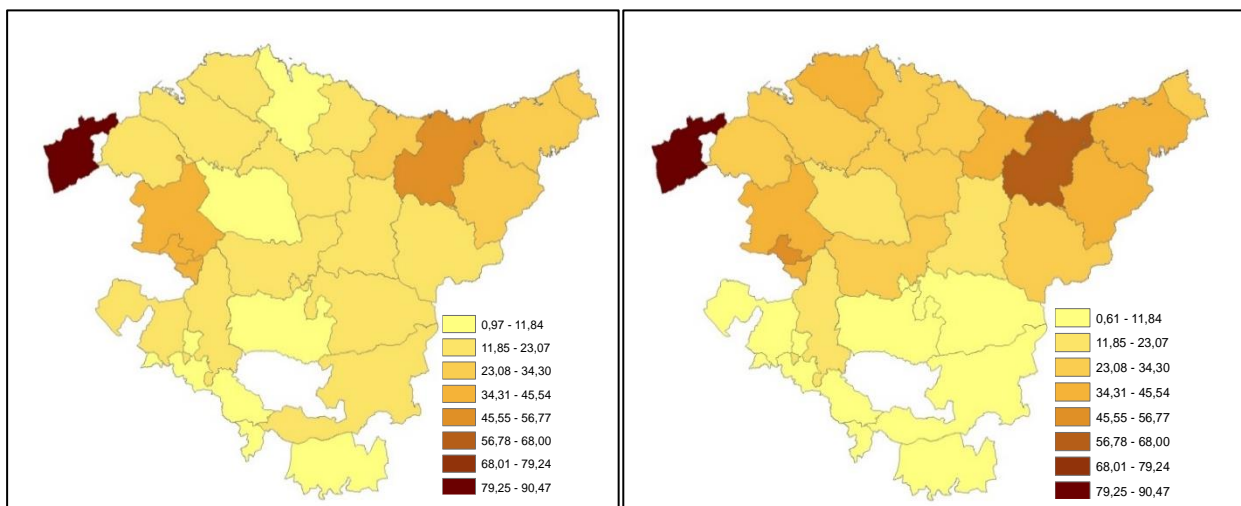 0,97 - 11,84
11,85 - 23,07
23,08 - 34,30
34,31 - 45,54
45,55 - 56,77
56,78 - 68,00
68,01 - 79,24
79,25 - 90,47
0,61 - 11,84
11,85 - 23,07
23,08 - 34,30
34,31 - 45,54
45,55 - 56,77
56,78 - 68,00
68,01 - 79,24
79,25 - 90,47